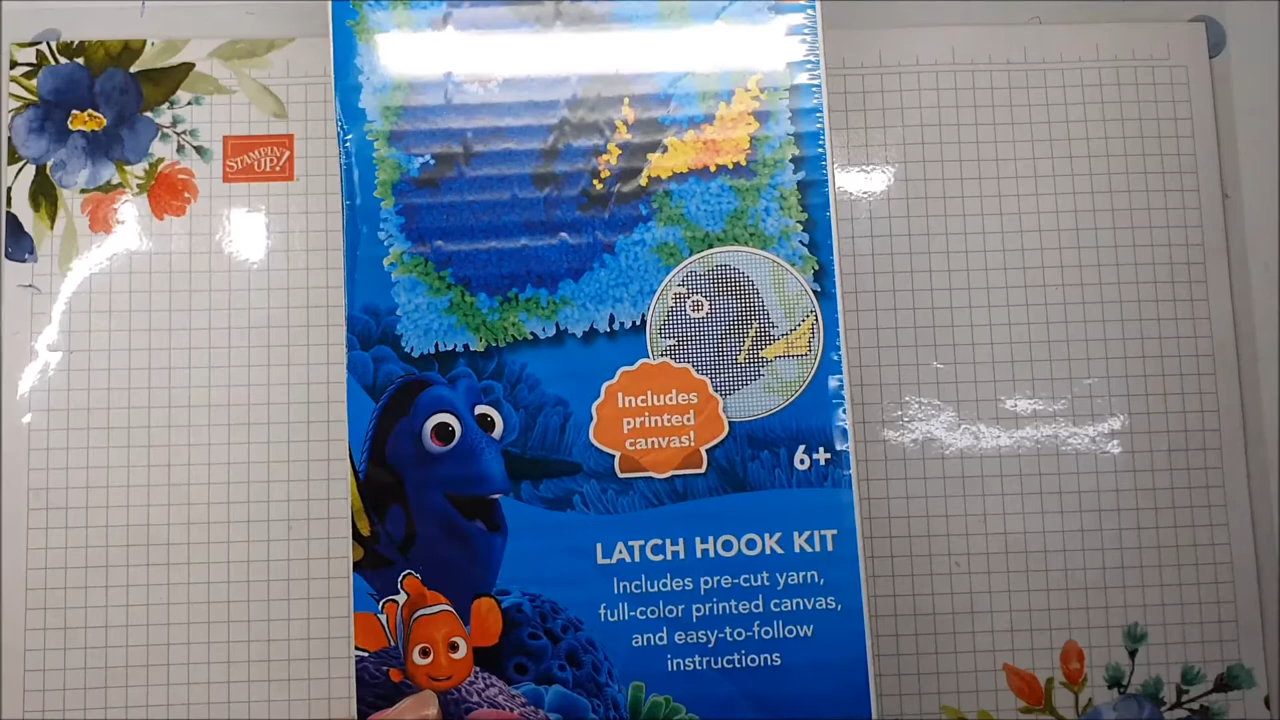 STAMPIN' UP!
Includes
printed
canvas!
6+
LATCH HOOK KIT
Includes pre-cut yarn,
full-color printed canvas,
and easy-to-follow
instructions